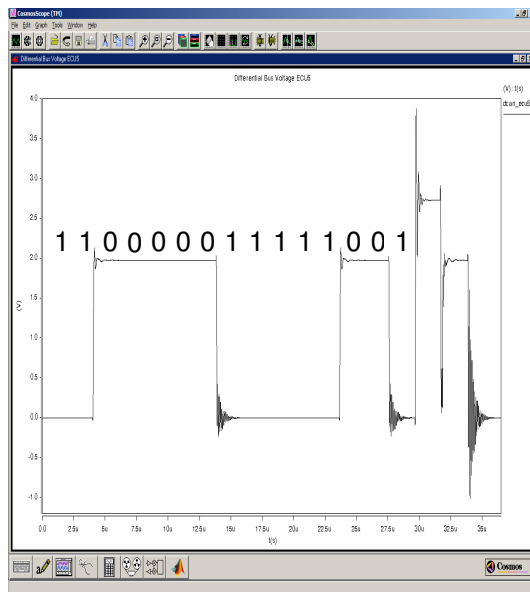 CosmosScope (TM)
File Edit Graph Tools Window Help
Differential Bus Voltage ECU5
Differential Bus Voltage ECU5
(V) : t(s)
4.0
3.5
3.0
2.5
2.0
1.5
1.0
0.5
0.0
-0.5
-1.0
(V)
1 1 0 0 0 0 0 1 1 1 1 1 0 0 1
0.0 2.5u 5u 7.5u 10u 12.5u 15u 17.5u 20u 22.5u 25u 27.5u 30u 32.5u 35u
t(s)
Cosmos